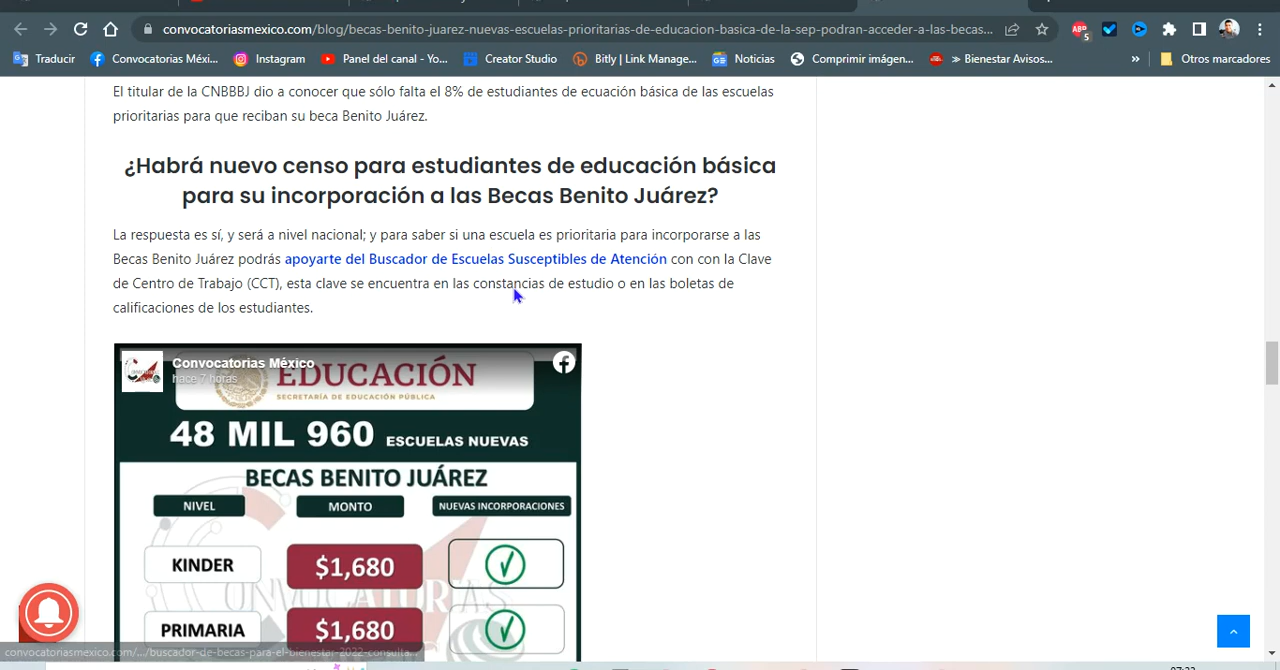 convocatoriasmexico.com/blog/becas-benito-juarez-nuevas-escuelas-prioritarias-de-educacion-basica-de-la-sep-podran-acceder-a-las-becas...
ABP
5
Traducir
Convocatorias Méxi...
Instagram
Panel del canal - Yo...
Creator Studio
Bitly | Link Manage...
Noticias
Comprimir imágen...
≫ Bienestar Avisos...
»
Otros marcadores
El titular de la CNBBBJ dio a conocer que sólo falta el 8% de estudiantes de ecuación básica de las escuelas
prioritarias para que reciban su beca Benito Juárez.
¿Habrá nuevo censo para estudiantes de educación básica
para su incorporación a las Becas Benito Juárez?
La respuesta es sí, y será a nivel nacional; y para saber si una escuela es prioritaria para incorporarse a las
Becas Benito Juárez podrás apoyarte del Buscador de Escuelas Susceptibles de Atención con con la Clave
de Centro de Trabajo (CCT), esta clave se encuentra en las constancias de estudio o en las boletas de
calificaciones de los estudiantes.
Convocatorias México
hace 7 horas
EDUCACIÓN
SECRETARÍA DE EDUCACIÓN PÚBLICA
48 MIL 960 ESCUELAS NUEVAS
BECAS BENITO JUÁREZ
NIVEL MONTO NUEVAS INCORPORACIONES
KINDER $1,680
CONVOCATORIAS
PRIMARIA $1,680
convocatoriasmexico.com/.../buscador-de-becas-para-el-bienestar-2022-consulta...